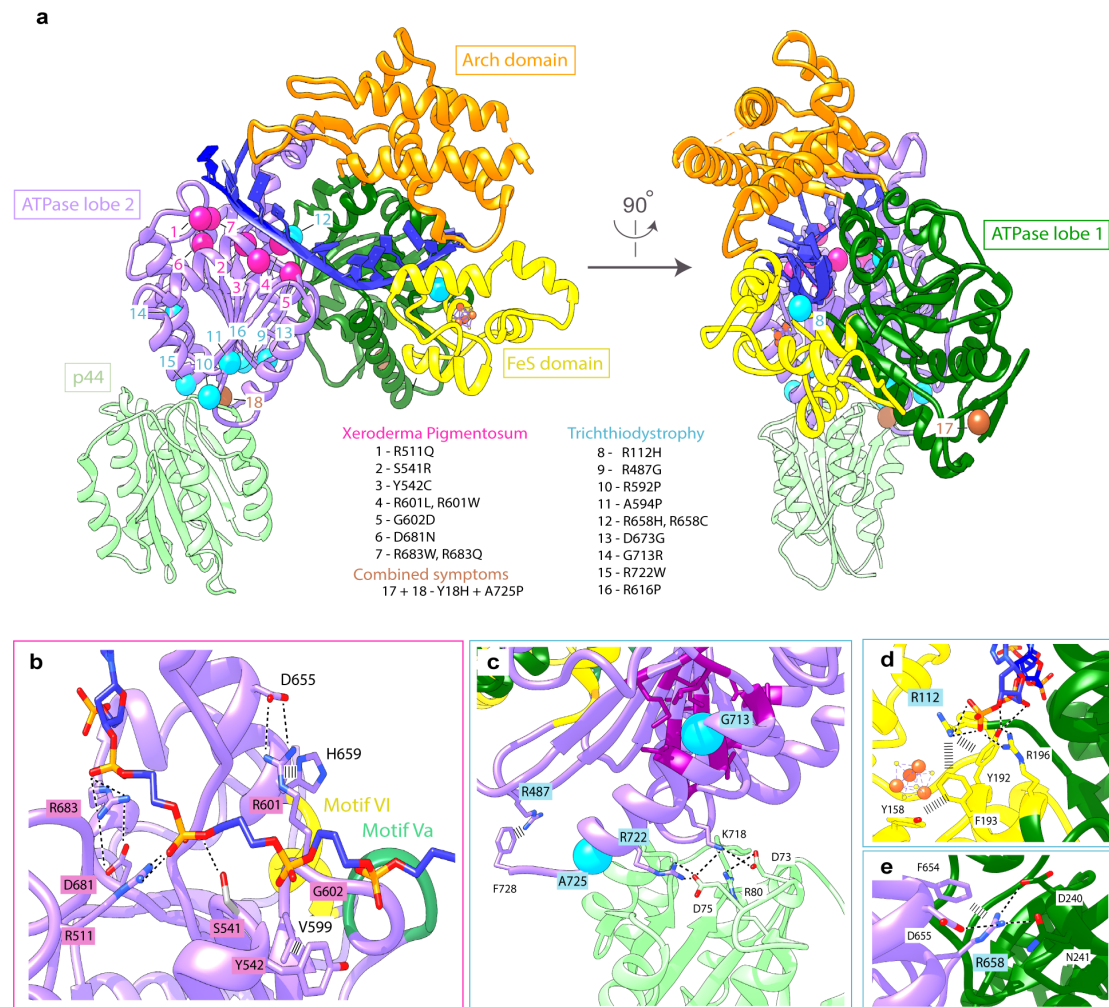 a
Arch domain
ATPase lobe 2
90°
ATPase lobe 1
12
1
7
6
2
3
4
5
14
11
16
9
13
15
10
18
8
17
FeS domain
p44
Xeroderma Pigmentosum
1 - R511Q
2 - S541R
3 - Y542C
4 - R601L, R601W
5 - G602D
6 - D681N
7 - R683W, R683Q
Combined symptoms
17 + 18 - Y18H + A725P
Trichthiodystrophy
8 - R112H
9 - R487G
10 - R592P
11 - A594P
12 - R658H, R658C
13 - D673G
14 - G713R
15 - R722W
16 - R616P
b
D655
H659
R683
R601
Motif VI
Motif Va
D681
G602
R511
S541
V599
Y542
c
G713
R487
R722
K718
D73
F728
A725
D75
R80
d
R112
R196
Y192
Y158
F193
e
F654
D240
D655
R658
N241